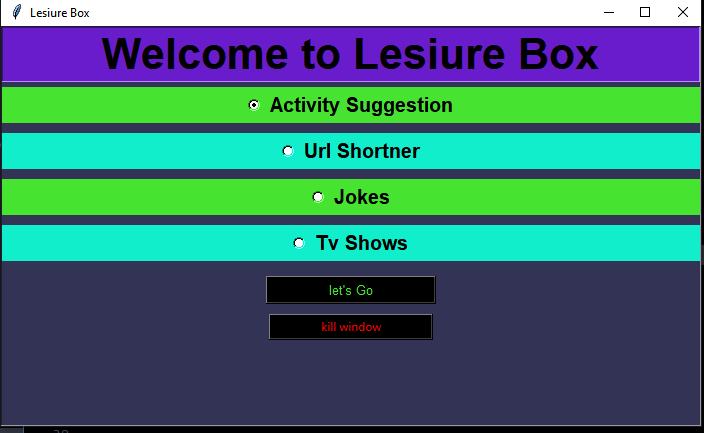 Lesiure Box
Welcome to Lesiure Box
Activity Suggestion
Url Shortner
Jokes
Tv Shows
let's Go
kill window